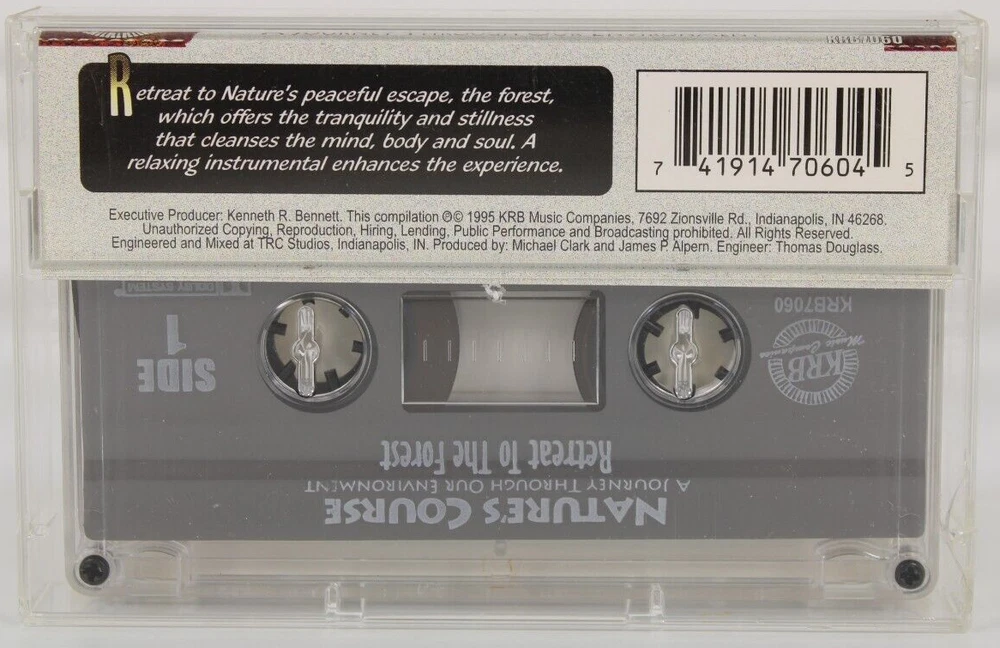 Retreat to Nature's peaceful escape, the forest,
which offers the tranquility and stillness
that cleanses the mind, body and soul. A
relaxing instrumental enhances the experience.
7 41914 70604 5
Executive Producer: Kenneth R. Bennett. This compilation ℗© 1995 KRB Music Companies, 7692 Zionsville Rd., Indianapolis, IN 46268.
Unauthorized Copying, Reproduction, Hiring, Lending, Public Performance and Broadcasting prohibited. All Rights Reserved.
Engineered and Mixed at TRC Studios, Indianapolis, IN. Produced by: Michael Clark and James P. Alpern. Engineer: Thomas Douglass.
NATURE'S COURSE
A JOURNEY THROUGH OUR ENVIRONMENT
Retreat To The Forest
KRB
Music Companies
KRB7060
SIDE
1
DOLBY SYSTEM